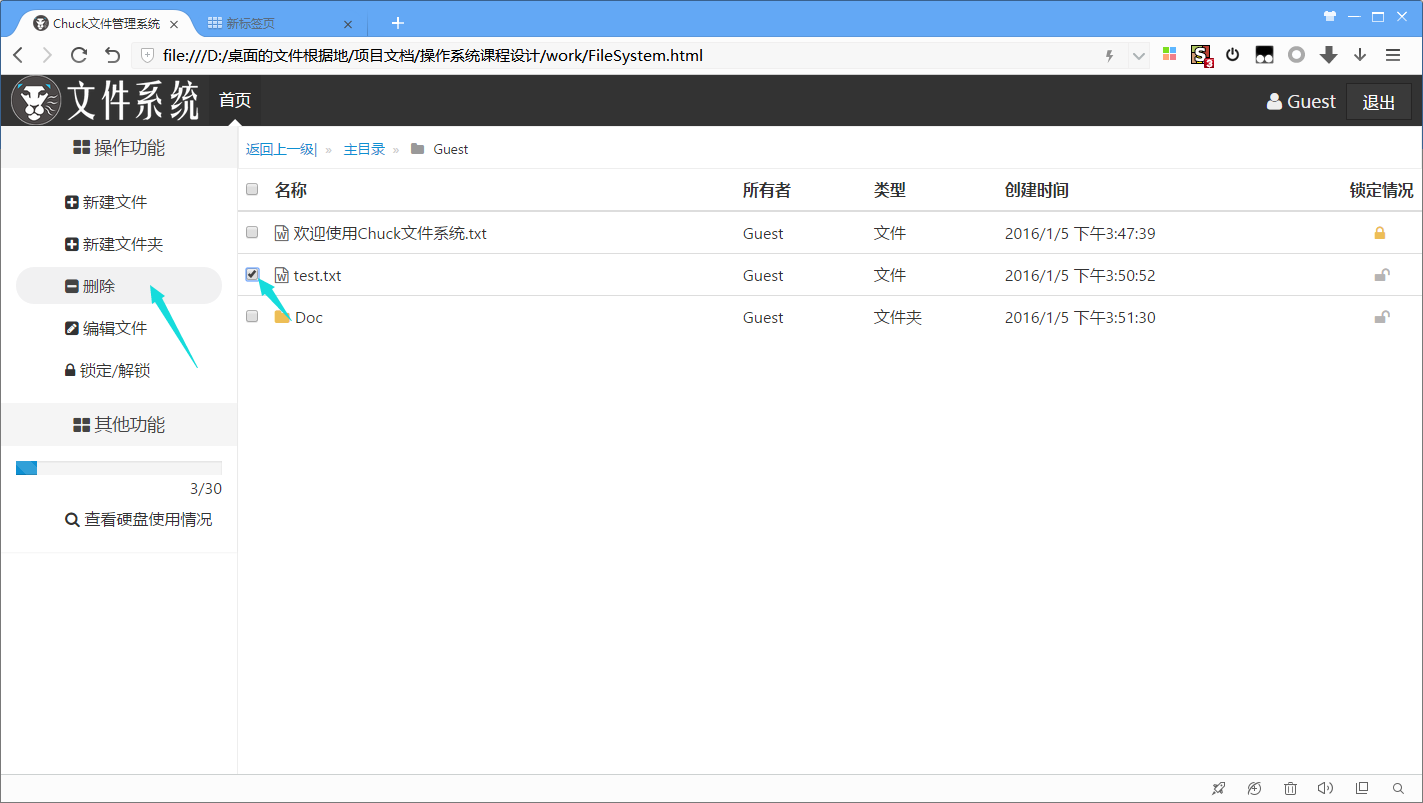 Chuck文件管理系统
新标签页
file:///D:/桌面的文件根据地/项目文档/操作系统课程设计/work/FileSystem.html
3
文件系统
首页
Guest
退出
操作功能
新建文件
新建文件夹
删除
编辑文件
锁定/解锁
其他功能
3/30
查看硬盘使用情况
返回上一级| » 主目录 » Guest
名称 所有者 类型 创建时间 锁定情况
欢迎使用Chuck文件系统.txt Guest 文件 2016/1/5 下午3:47:39
test.txt Guest 文件 2016/1/5 下午3:50:52
Doc Guest 文件夹 2016/1/5 下午3:51:30